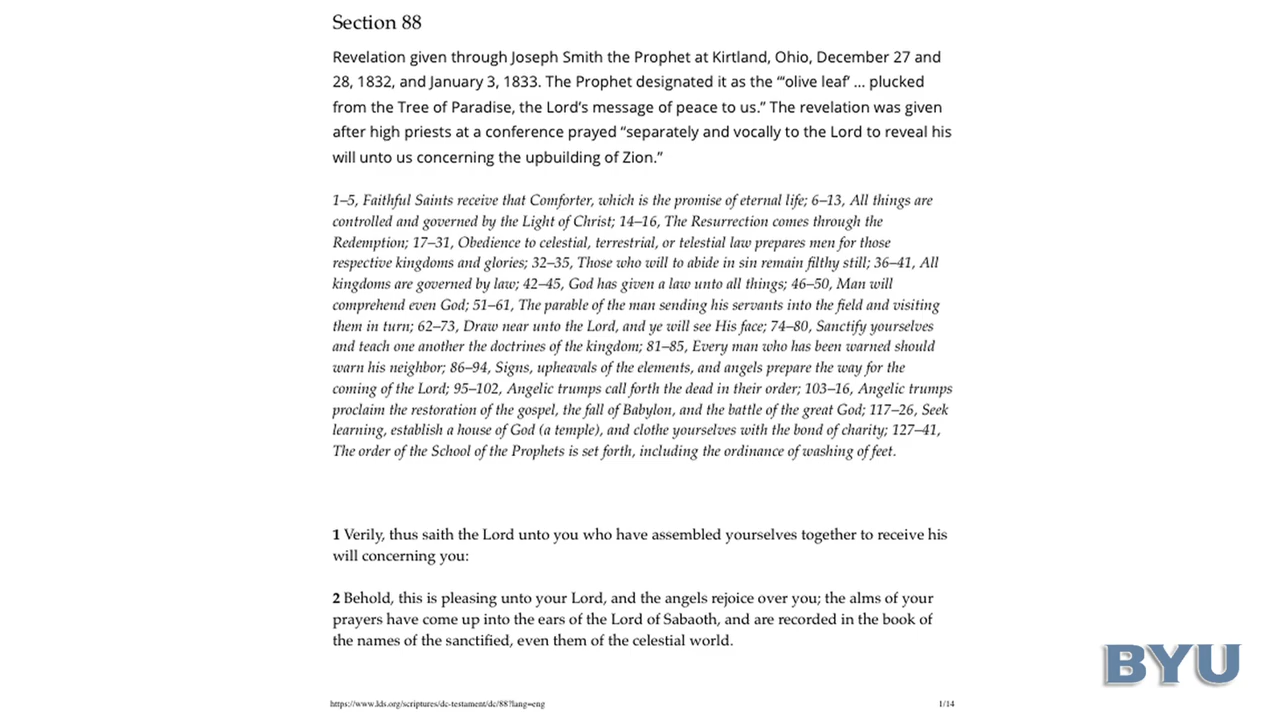 Section 88
Revelation given through Joseph Smith the Prophet at Kirtland, Ohio, December 27 and
28, 1832, and January 3, 1833. The Prophet designated it as the “‘olive leaf’ … plucked
from the Tree of Paradise, the Lord’s message of peace to us.” The revelation was given
after high priests at a conference prayed “separately and vocally to the Lord to reveal his
will unto us concerning the upbuilding of Zion.”
1–5, Faithful Saints receive that Comforter, which is the promise of eternal life; 6–13, All things are
controlled and governed by the Light of Christ; 14–16, The Resurrection comes through the
Redemption; 17–31, Obedience to celestial, terrestrial, or telestial law prepares men for those
respective kingdoms and glories; 32–35, Those who will to abide in sin remain filthy still; 36–41, All
kingdoms are governed by law; 42–45, God has given a law unto all things; 46–50, Man will
comprehend even God; 51–61, The parable of the man sending his servants into the field and visiting
them in turn; 62–73, Draw near unto the Lord, and ye will see His face; 74–80, Sanctify yourselves
and teach one another the doctrines of the kingdom; 81–85, Every man who has been warned should
warn his neighbor; 86–94, Signs, upheavals of the elements, and angels prepare the way for the
coming of the Lord; 95–102, Angelic trumps call forth the dead in their order; 103–16, Angelic trumps
proclaim the restoration of the gospel, the fall of Babylon, and the battle of the great God; 117–26, Seek
learning, establish a house of God (a temple), and clothe yourselves with the bond of charity; 127–41,
The order of the School of the Prophets is set forth, including the ordinance of washing of feet.
1 Verily, thus saith the Lord unto you who have assembled yourselves together to receive his
will concerning you:
2 Behold, this is pleasing unto your Lord, and the angels rejoice over you; the alms of your
prayers have come up into the ears of the Lord of Sabaoth, and are recorded in the book of
the names of the sanctified, even them of the celestial world.
BYU
https://www.lds.org/scriptures/dc-testament/dc/88?lang=eng 1/14